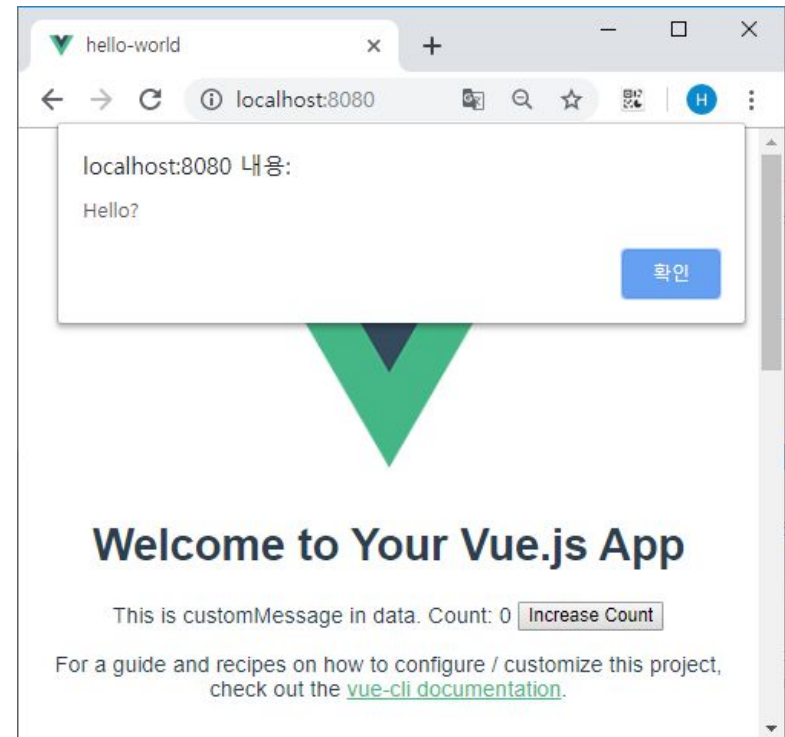 hello-world
localhost:8080
H
localhost:8080 내용:
Hello?
확인
Welcome to Your Vue.js App
This is customMessage in data. Count: 0 Increase Count
For a guide and recipes on how to configure / customize this project,
check out the vue-cli documentation.